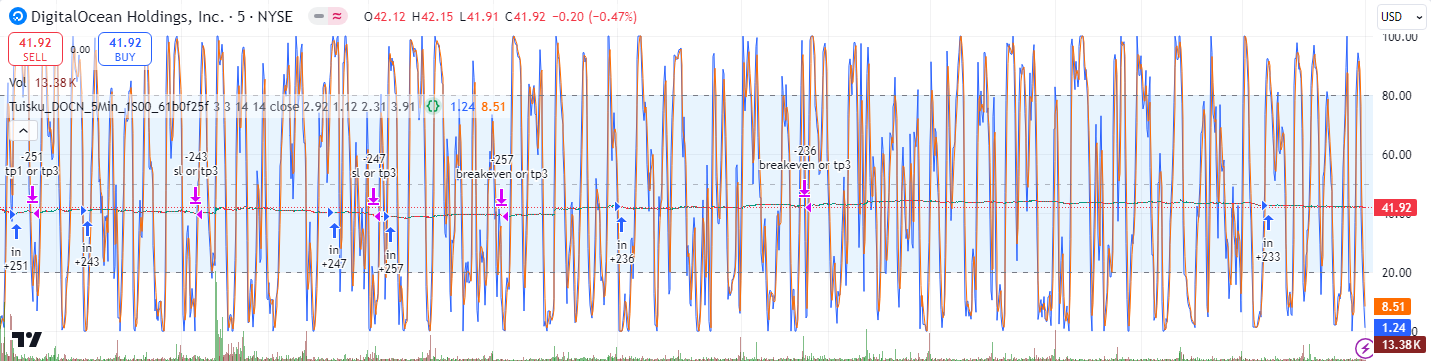 DigitalOcean Holdings, Inc. · 5 · NYSE O42.12 H42.15 L41.91 C41.92 −0.20 (−0.47%)
USD
41.92
SELL
0.00
41.92
BUY
Vol 13.38 K
Tuisku_DOCN_5Min_1S00_61b0f25f 3 3 14 14 close 2.92 1.12 2.31 3.91 {} 1.24 8.51
100.00
80.00
60.00
41.92
40.00
20.00
8.51
1.24
13.38K
-251
tp1 or tp3
in
+251
in
+243
-243
sl or tp3
in
+247
-247
sl or tp3
in
+257
-257
breakeven or tp3
in
+236
-236
breakeven or tp3
in
+233